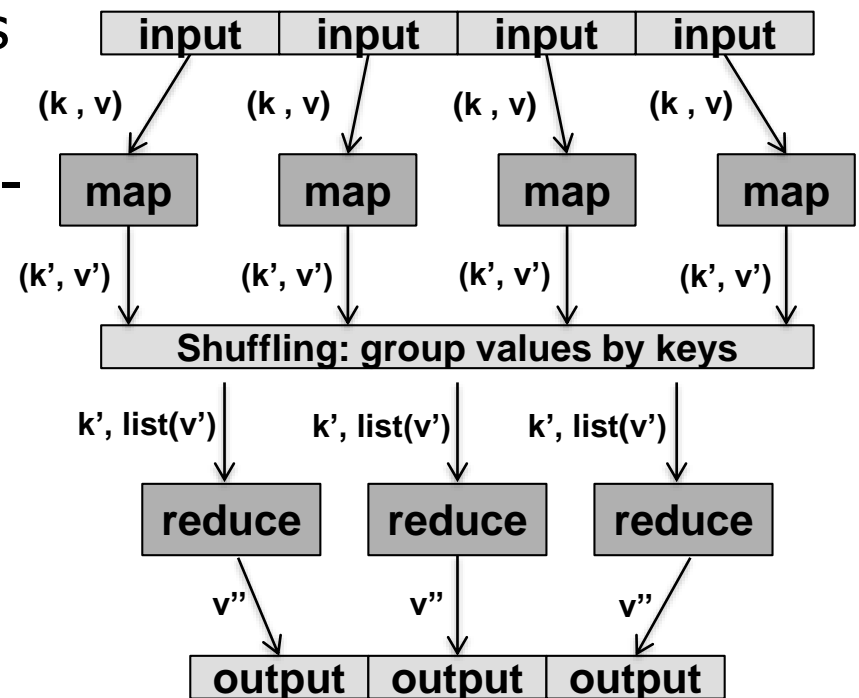 s
input input input input
(k , v) (k , v) (k , v) (k , v)
-
map map map map
(k’, v’) (k’, v’) (k’, v’) (k’, v’)
Shuffling: group values by keys
k’, list(v’) k’, list(v’) k’, list(v’)
reduce reduce reduce
v” v” v”
output output output